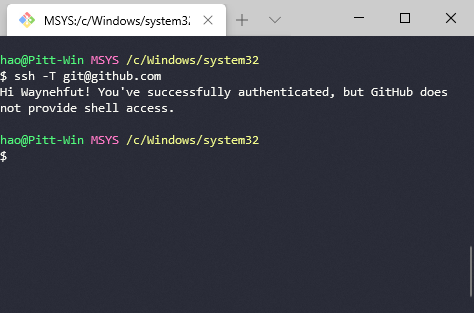 MSYS:/c/Windows/system32
hao@Pitt-Win MSYS /c/Windows/system32
$ ssh -T git@github.com
Hi Waynehfut! You've successfully authenticated, but GitHub does
not provide shell access.
hao@Pitt-Win MSYS /c/Windows/system32
$